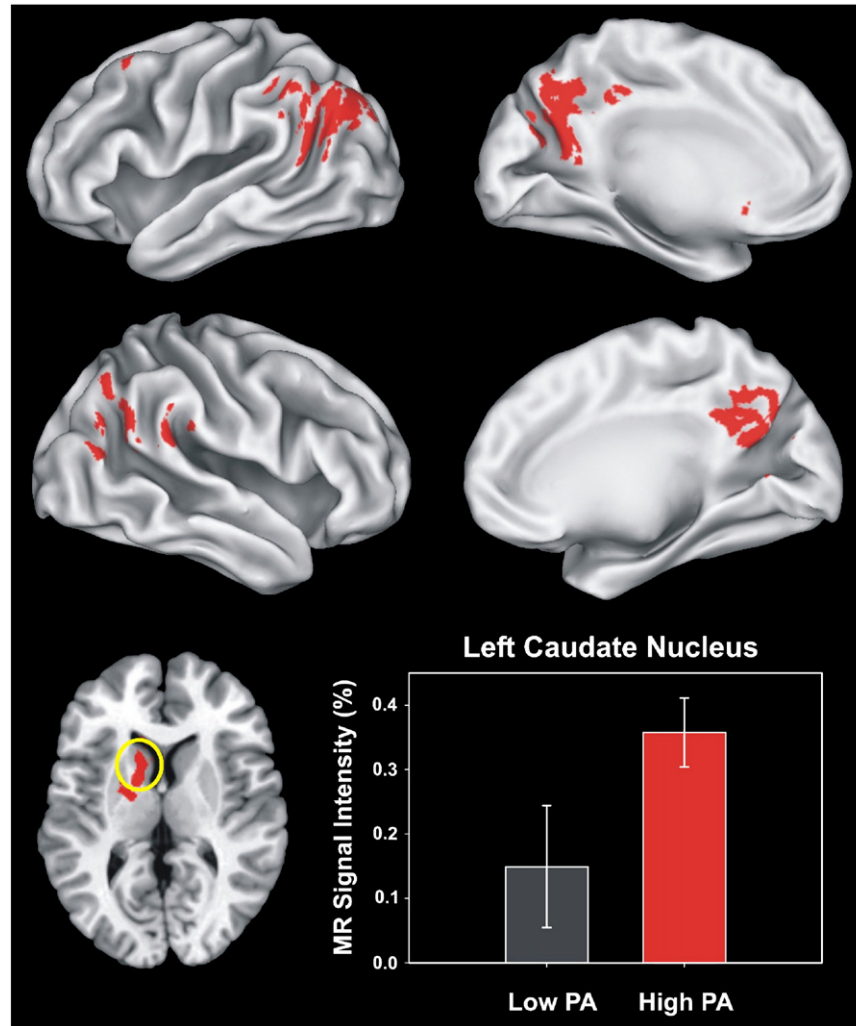 Left Caudate Nucleus
MR Signal Intensity (%)
0.4
0.3
0.2
0.1
0.0
Low PA
High PA